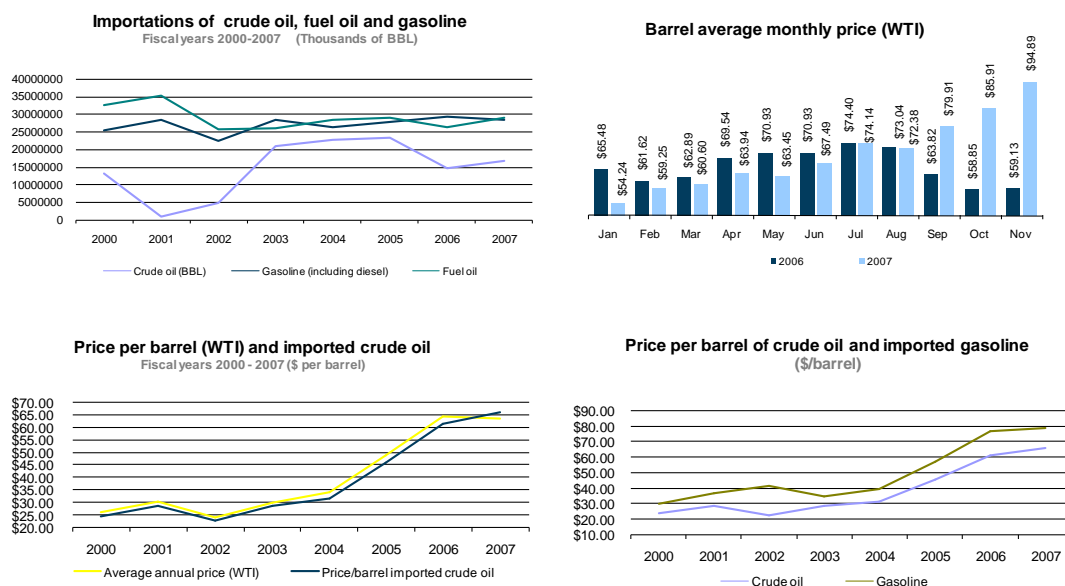 Importations of crude oil, fuel oil and gasoline
Fiscal years 2000-2007 (Thousands of BBL)
40000000
35000000
30000000
25000000
20000000
15000000
10000000
5000000
0
2000 2001 2002 2003 2004 2005 2006 2007
Crude oil (BBL) Gasoline (including diesel) Fuel oil
Barrel average monthly price (WTI)
$65.48 $54.24 $61.62 $59.25 $62.89 $60.60 $69.54 $63.94 $70.93 $63.45 $70.93 $67.49 $74.40 $74.14 $73.04 $72.38 $63.82 $79.91 $58.85 $85.91 $59.13 $94.89
Jan Feb Mar Apr May Jun Jul Aug Sep Oct Nov
2006 2007
Price per barrel (WTI) and imported crude oil
Fiscal years 2000 - 2007 ($ per barrel)
$70.00
$65.00
$60.00
$55.00
$50.00
$45.00
$40.00
$35.00
$30.00
$25.00
$20.00
2000 2001 2002 2003 2004 2005 2006 2007
Average annual price (WTI) Price/barrel imported crude oil
Price per barrel of crude oil and imported gasoline
($/barrel)
$90.00
$80.00
$70.00
$60.00
$50.00
$40.00
$30.00
$20.00
$10.00
2000 2001 2002 2003 2004 2005 2006 2007
Crude oil Gasoline